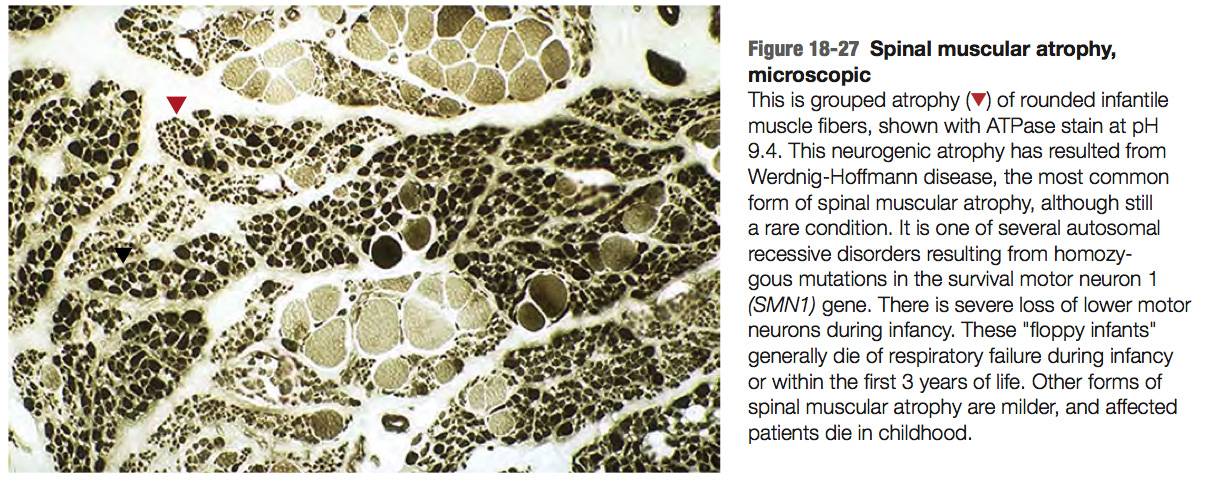 Figure 18-27 Spinal muscular atrophy,
microscopic
This is grouped atrophy (▼) of rounded infantile
muscle fibers, shown with ATPase stain at pH
9.4. This neurogenic atrophy has resulted from
Werdnig-Hoffmann disease, the most common
form of spinal muscular atrophy, although still
a rare condition. It is one of several autosomal
recessive disorders resulting from homozy-
gous mutations in the survival motor neuron 1
(SMN1) gene. There is severe loss of lower motor
neurons during infancy. These "floppy infants"
generally die of respiratory failure during infancy
or within the first 3 years of life. Other forms of
spinal muscular atrophy are milder, and affected
patients die in childhood.